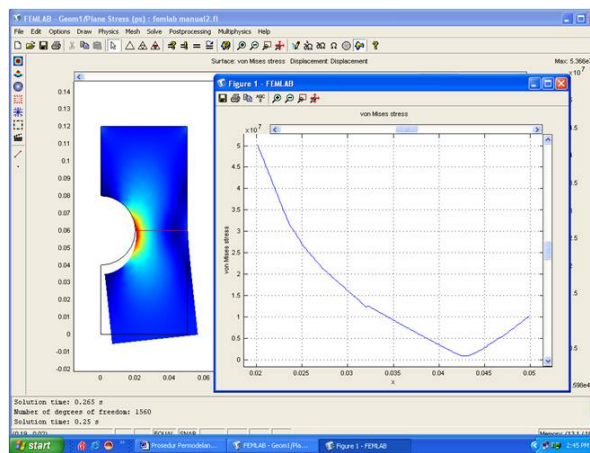 FEMLAB - Geom1/Plane Stress (ps) : femlab manual2.fl
File Edit Options Draw Physics Mesh Solve Postprocessing Multiphysics Help
Surface: von Mises stress Displacement: Displacement
Max: 5.366e
×10^7
0.14
0.13
0.12
0.11
0.1
0.09
0.08
0.07
0.06
0.05
0.04
0.03
0.02
0.01
0
-0.01
-0.02
0 0.02 0.04 0.06
Figure 1 - FEMLAB
von Mises stress
×10^7
von Mises stress
5
4.5
4
3.5
3
2.5
2
1.5
1
0.5
0
0.02 0.025 0.03 0.035 0.04 0.045 0.05
x
Solution time: 0.265 s
Number of degrees of freedom: 1560
Solution time: 0.25 s
EQUAL SNAP
start
Prosedur Permodelan...
FEMLAB - Geom1/Pla...
Figure 1 - FEMLAB
2:45 PM